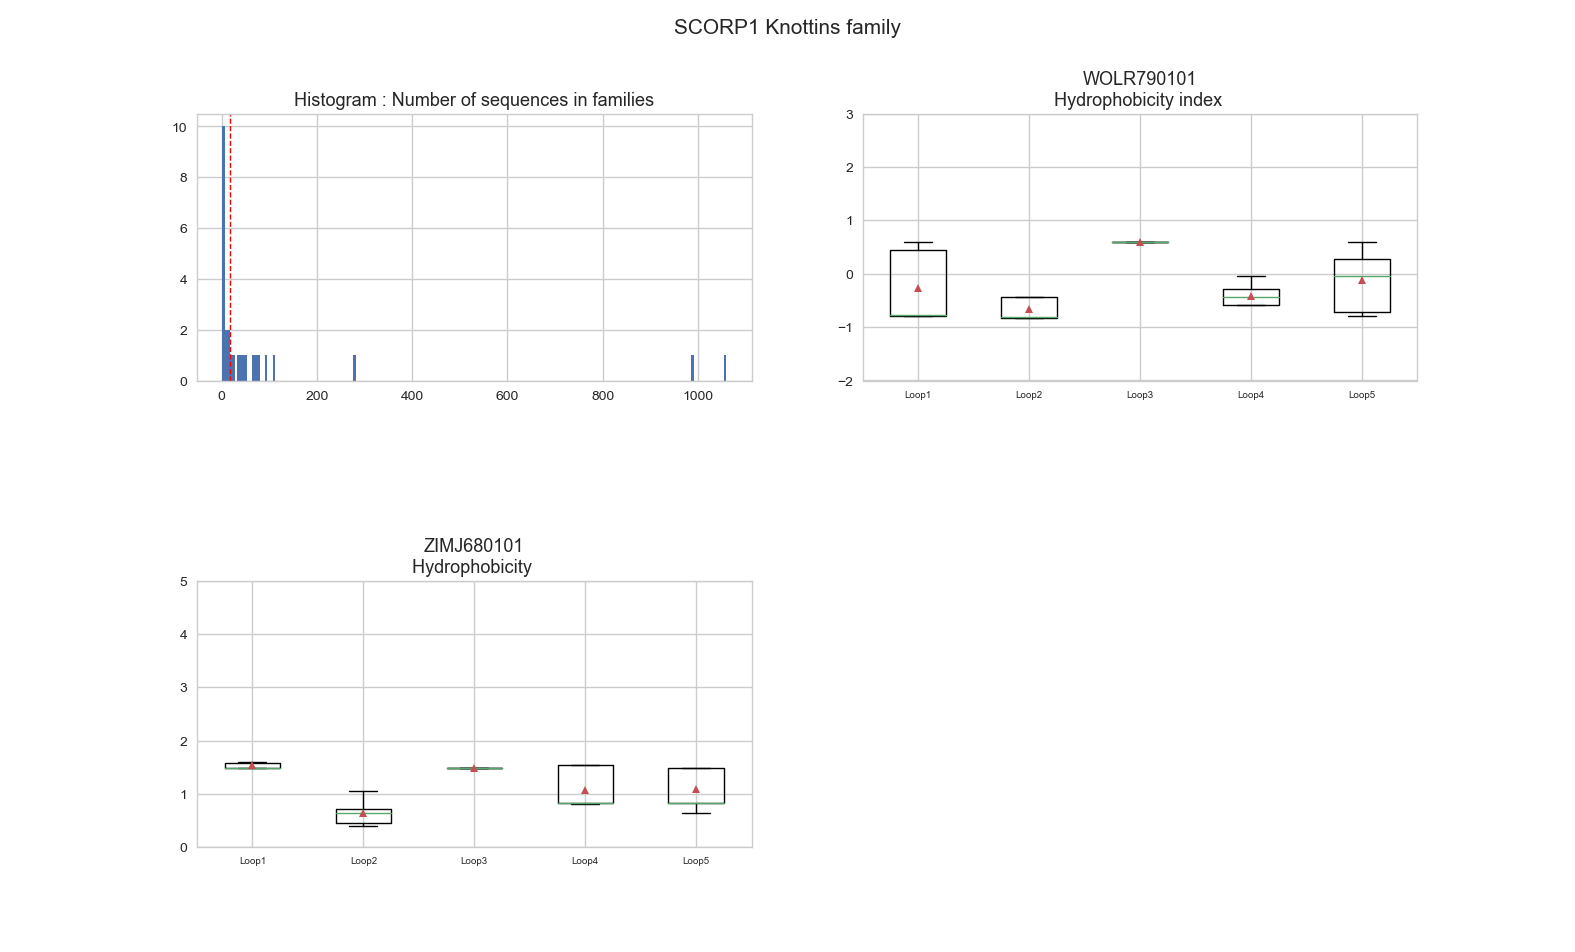 SCORP1 Knottins family
Histogram : Number of sequences in families
10
8
6
4
2
0
0 200 400 600 800 1000
WOLR790101
Hydrophobicity index
3
2
1
0
−1
−2
Loop1 Loop2 Loop3 Loop4 Loop5
ZIMJ680101
Hydrophobicity
5
4
3
2
1
0
Loop1 Loop2 Loop3 Loop4 Loop5